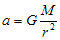 a = G M / r²